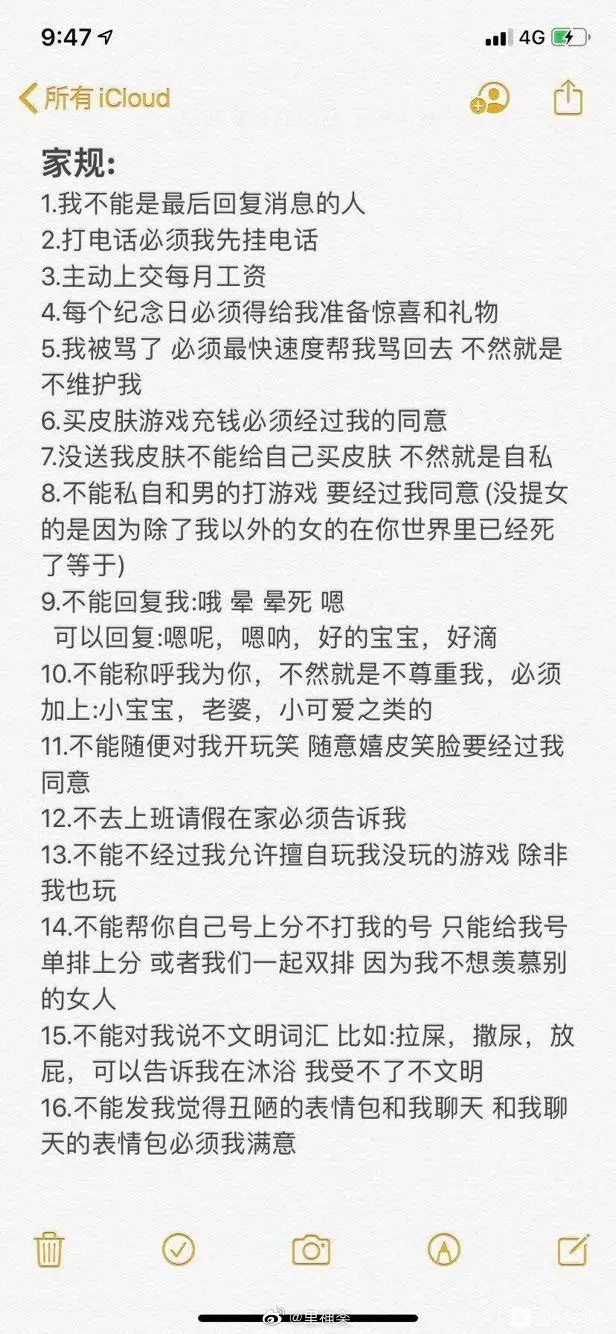 9:47
4G
所有 iCloud
家规:
1.我不能是最后回复消息的人
2.打电话必须我先挂电话
3.主动上交每月工资
4.每个纪念日必须得给我准备惊喜和礼物
5.我被骂了 必须最快速度帮我骂回去 不然就是
不维护我
6.买皮肤游戏充钱必须经过我的同意
7.没送我皮肤不能给自己买皮肤 不然就是自私
8.不能私自和男的打游戏 要经过我同意 (没提女
的是因为除了我以外的女的在你世界里已经死
了等于)
9.不能回复我:哦 晕 晕死 嗯
可以回复:嗯呢，嗯呐，好的宝宝，好滴
10.不能称呼我为你，不然就是不尊重我，必须
加上:小宝宝，老婆，小可爱之类的
11.不能随便对我开玩笑 随意嬉皮笑脸要经过我
同意
12.不去上班请假在家必须告诉我
13.不能不经过我允许擅自玩我没玩的游戏 除非
我也玩
14.不能帮你自己号上分不打我的号 只能给我号
单排上分 或者我们一起双排 因为我不想羡慕别
的女人
15.不能对我说不文明词汇 比如:拉屎，撒尿，放
屁，可以告诉我在沐浴 我受不了不文明
16.不能发我觉得丑陋的表情包和我聊天 和我聊
天的表情包必须我满意